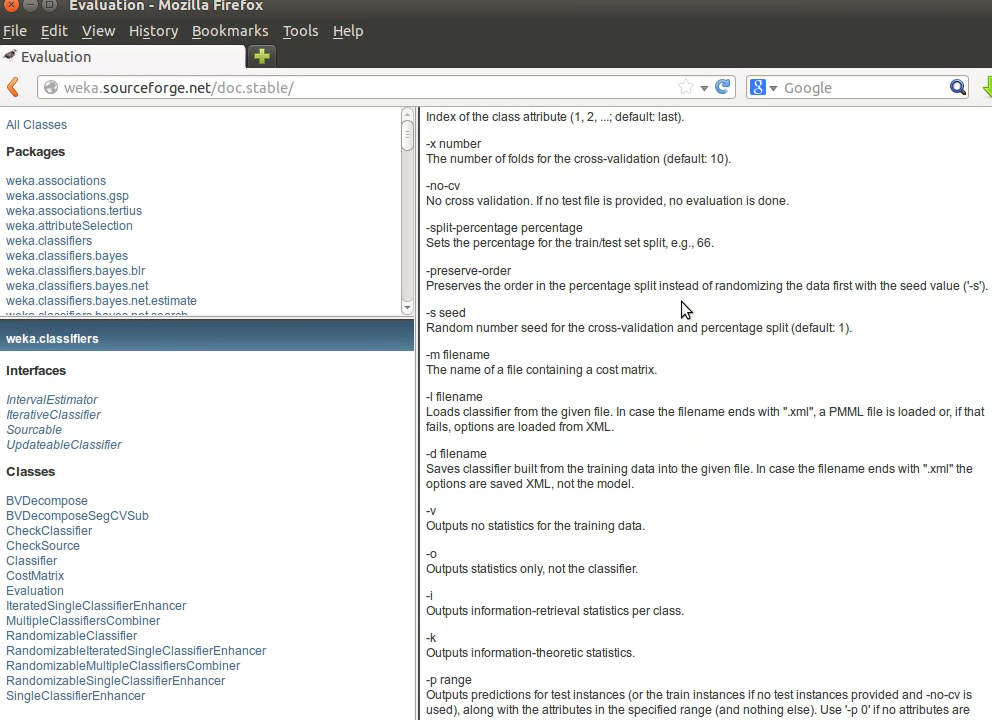 Evaluation - Mozilla Firefox
File Edit View History Bookmarks Tools Help
Evaluation
weka.sourceforge.net/doc.stable/
Google
All Classes
Packages
weka.associations
weka.associations.gsp
weka.associations.tertius
weka.attributeSelection
weka.classifiers
weka.classifiers.bayes
weka.classifiers.bayes.blr
weka.classifiers.bayes.net
weka.classifiers.bayes.net.estimate
weka.classifiers.bayes.net.search
weka.classifiers
Interfaces
IntervalEstimator
IterativeClassifier
Sourcable
UpdateableClassifier
Classes
BVDecompose
BVDecomposeSegCVSub
CheckClassifier
CheckSource
Classifier
CostMatrix
Evaluation
IteratedSingleClassifierEnhancer
MultipleClassifiersCombiner
RandomizableClassifier
RandomizableIteratedSingleClassifierEnhancer
RandomizableMultipleClassifiersCombiner
RandomizableSingleClassifierEnhancer
SingleClassifierEnhancer
Index of the class attribute (1, 2, ...; default: last).
-x number
The number of folds for the cross-validation (default: 10).
-no-cv
No cross validation. If no test file is provided, no evaluation is done.
-split-percentage percentage
Sets the percentage for the train/test set split, e.g., 66.
-preserve-order
Preserves the order in the percentage split instead of randomizing the data first with the seed value ('-s').
-s seed
Random number seed for the cross-validation and percentage split (default: 1).
-m filename
The name of a file containing a cost matrix.
-l filename
Loads classifier from the given file. In case the filename ends with ".xml", a PMML file is loaded or, if that
fails, options are loaded from XML.
-d filename
Saves classifier built from the training data into the given file. In case the filename ends with ".xml" the
options are saved XML, not the model.
-v
Outputs no statistics for the training data.
-o
Outputs statistics only, not the classifier.
-i
Outputs information-retrieval statistics per class.
-k
Outputs information-theoretic statistics.
-p range
Outputs predictions for test instances (or the train instances if no test instances provided and -no-cv is
used), along with the attributes in the specified range (and nothing else). Use '-p 0' if no attributes are